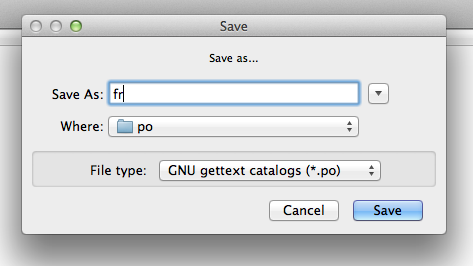 Save
Save as...
Save As: fr
Where: po
File type: GNU gettext catalogs (*.po)
Cancel Save